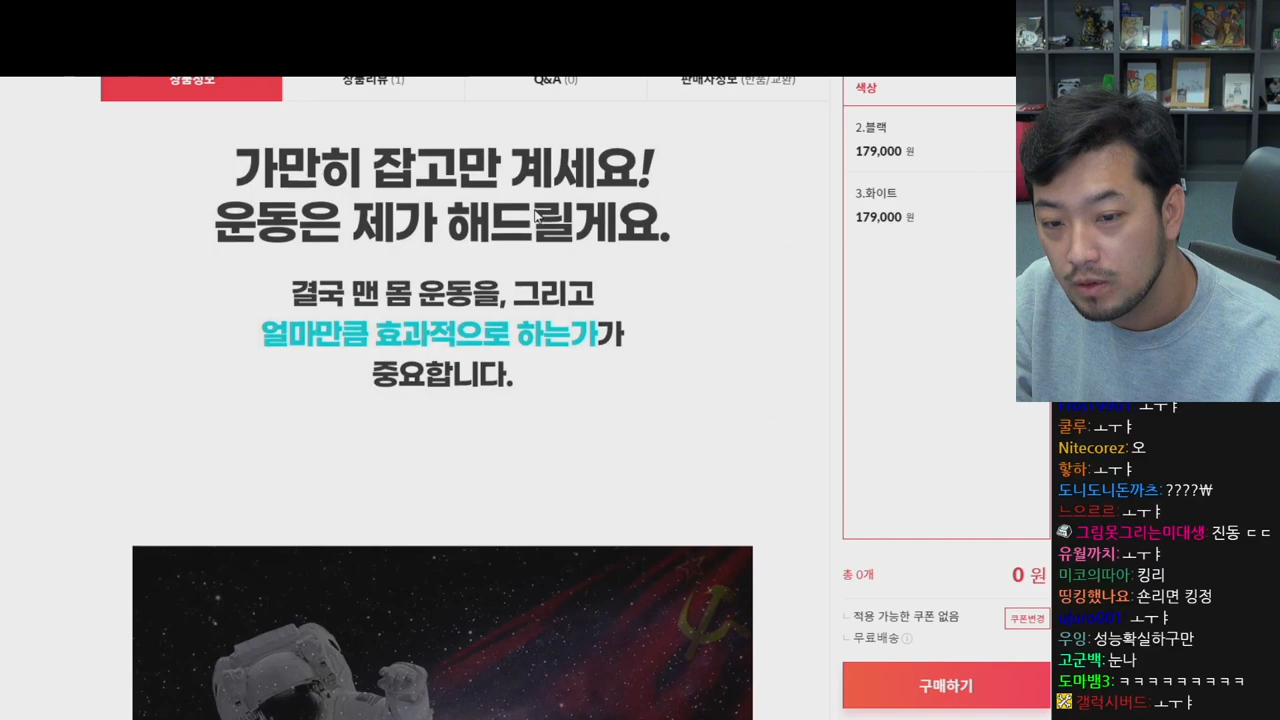 상품정보
상품리뷰 (1)
Q&A (0)
판매자정보 (반품/교환)
가만히 잡고만 계세요!
운동은 제가 해드릴게요.
결국 맨 몸 운동을, 그리고
얼마만큼 효과적으로 하는가가
중요합니다.
색상
2.블랙
179,000 원
3.화이트
179,000 원
총 0개
0 원
적용 가능한 쿠폰 없음
쿠폰변경
무료배송
구매하기
ㅗㅜㅑ
쿨루: ㅗㅜㅑ
Nitecorez: 오
핳하: ㅗㅜㅑ
도니도니돈까츠: ????₩
느으르르: ㅗㅜㅑ
그림못그리는미대생: 진동 ㄷㄷ
유월까치: ㅗㅜㅑ
미코의따아: 킹리
띵킹했나요: 숀리면 킹정
ujuro001: ㅗㅜㅑ
우잉: 성능확실하구만
고군백: 눈나
도마뱀3: ㅋㅋㅋㅋㅋㅋㅋㅋㅋ
갤럭시버드: ㅗㅜㅑ